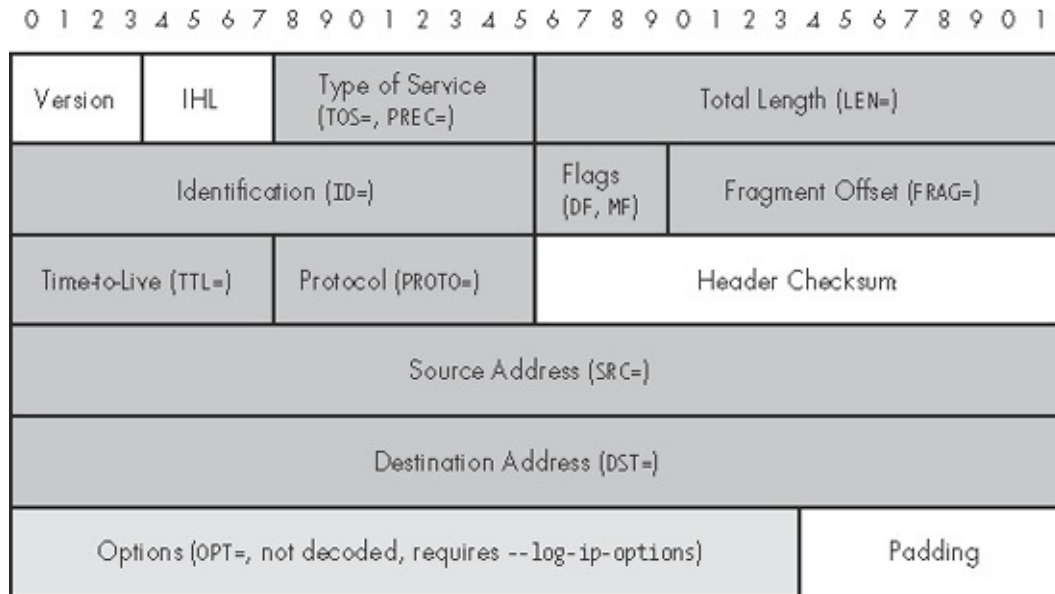 0 1 2 3 4 5 6 7 8 9 0 1 2 3 4 5 6 7 8 9 0 1 2 3 4 5 6 7 8 9 0 1
Version IHL Type of Service Total Length (LEN=)
(TOS=, PREC=)
Identification (ID=) Flags Fragment Offset (FRAG=)
(DF, MF)
Time-to-Live (TTL=) Protocol (PROTO=) Header Checksum
Source Address (SRC=)
Destination Address (DST=)
Options (OPT=, not decoded, requires --log-ip-options) Padding